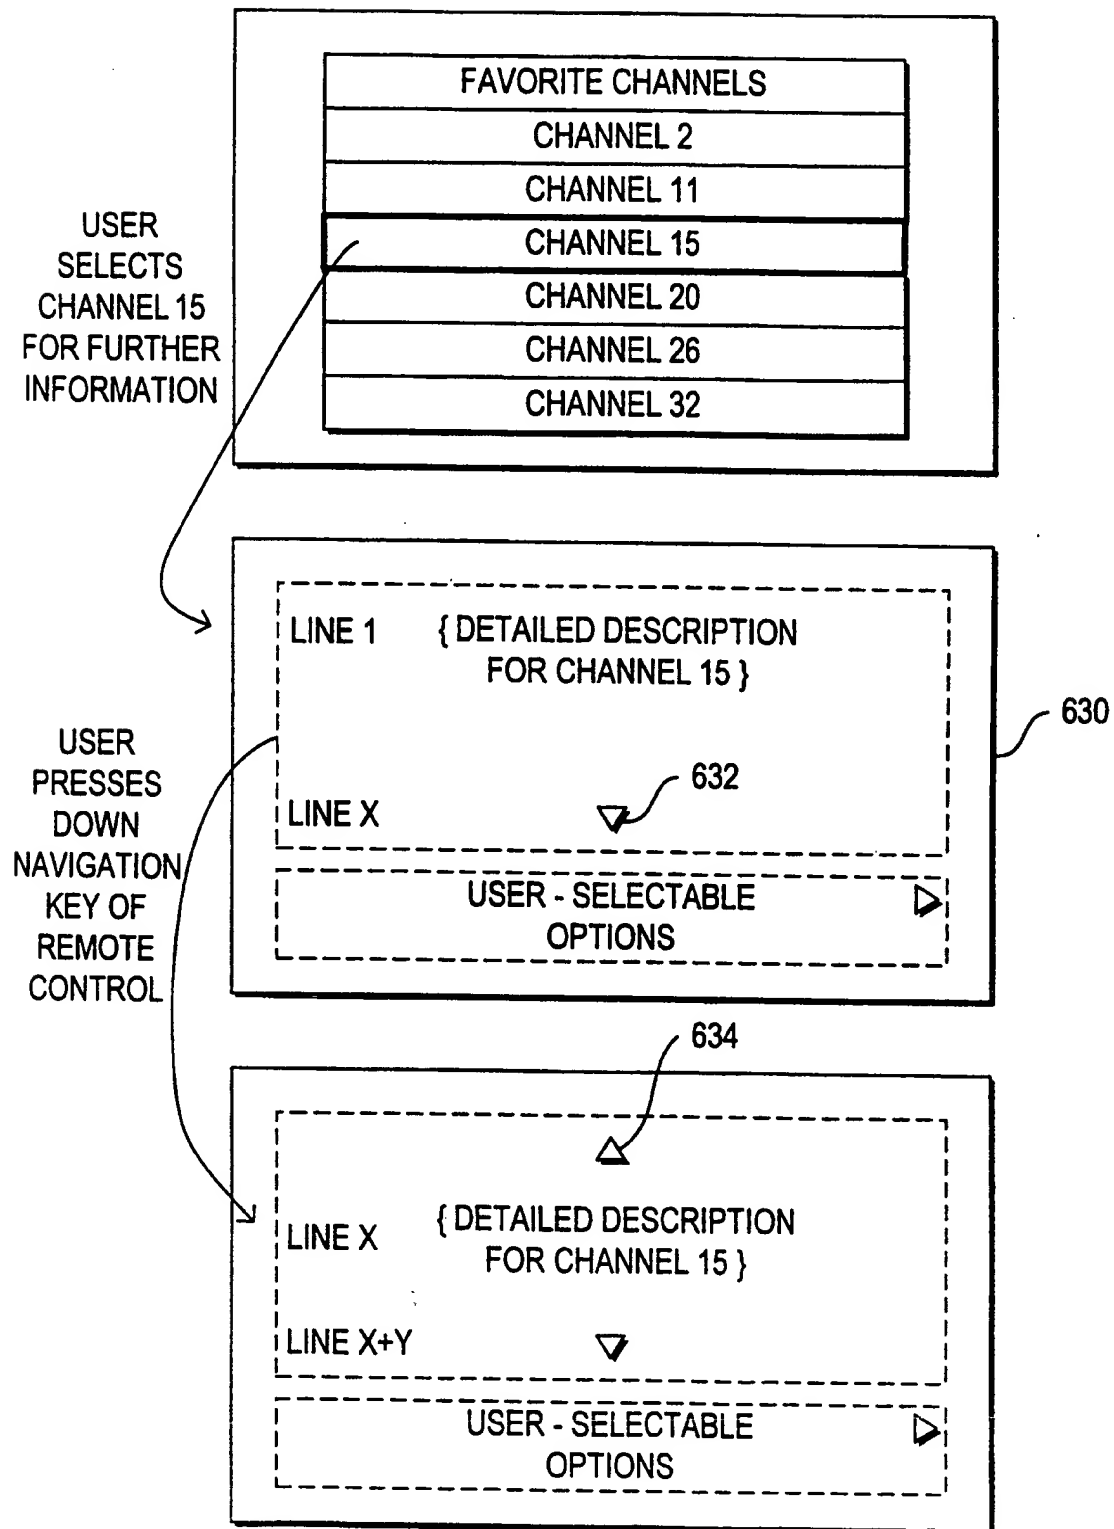 FAVORITE CHANNELS
CHANNEL 2
CHANNEL 11
CHANNEL 15
CHANNEL 20
CHANNEL 26
CHANNEL 32
USER
SELECTS
CHANNEL 15
FOR FURTHER
INFORMATION
LINE 1 { DETAILED DESCRIPTION
FOR CHANNEL 15 }
630
632
LINE X
USER - SELECTABLE
OPTIONS
USER
PRESSES
DOWN
NAVIGATION
KEY OF
REMOTE
CONTROL
634
LINE X { DETAILED DESCRIPTION
FOR CHANNEL 15 }
LINE X+Y
USER - SELECTABLE
OPTIONS